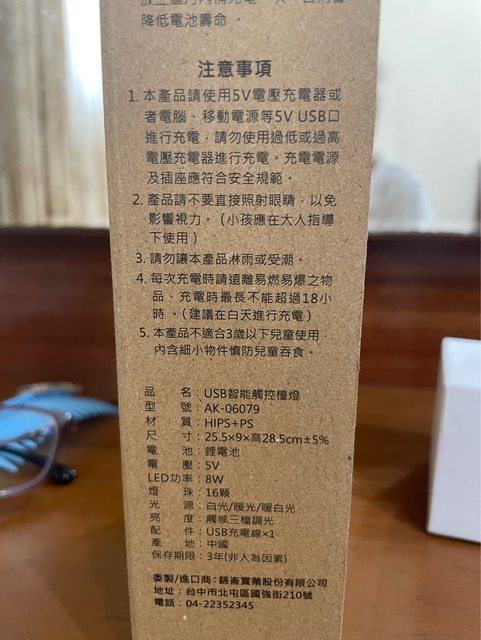 降低電池壽命。
注意事項
1. 本產品請使用5V電壓充電器或
者電腦、移動電源等5V USB口
進行充電，請勿使用過低或過高
電壓充電器進行充電。充電電源
及插座應符合安全規範。
2. 產品請不要直接照射眼睛，以免
影響視力。(小孩應在大人指導
下使用)
3. 請勿讓本產品淋雨或受潮。
4. 每次充電時請遠離易燃易爆之物
品、充電時最長不能超過18小
時。(建議在白天進行充電)
5. 本產品不適合3歲以下兒童使用，
內含細小物件慎防兒童吞食。
品 名：USB智能觸控檯燈
型 號：AK-06079
材 質：HIPS+PS
尺 寸：25.5×9×高28.5cm±5%
電 池：鋰電池
電 壓：5V
LED功率：8W
燈 珠：16顆
光 源：白光/暖光/暖白光
亮 度：觸感三檔調光
配 件：USB充電線×1
產 地：中國
保存期限：3年(非人為因素)
委製/進口商：錦崙實業股份有限公司
地址：台中市北屯區國強街210號
電話：04-22352345